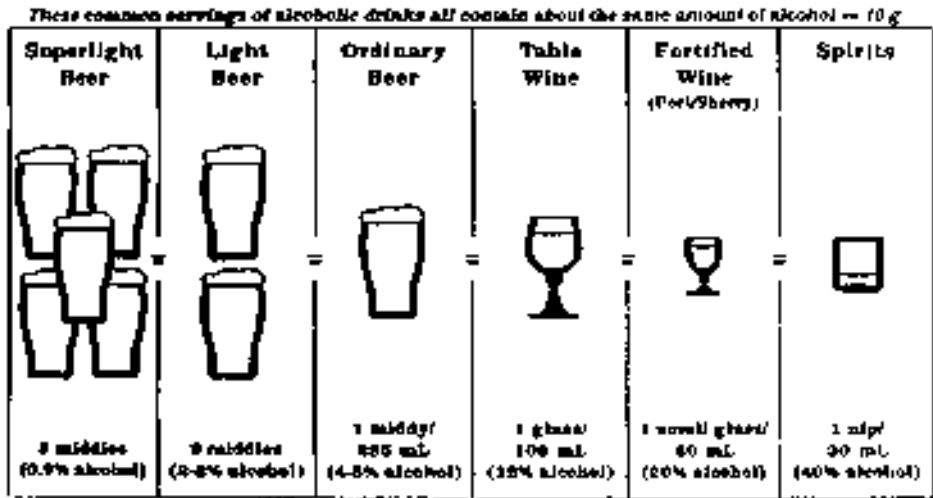 These common servings of alcoholic drinks all contain about the same amount of alcohol — 10 g
Superlight
Beer
Light
Beer
Ordinary
Beer
Table
Wine
Fortified
Wine
(Port/Sherry)
Spirits
= = = = =
5 middies
(0.9% alcohol)
2 middies
alcohol)
1 middy/
285 mL
alcohol)
1 glass/
100 mL
(12% alcohol)
1 small glass/
60 mL
(20% alcohol)
1 nip/
30 mL
(40% alcohol)